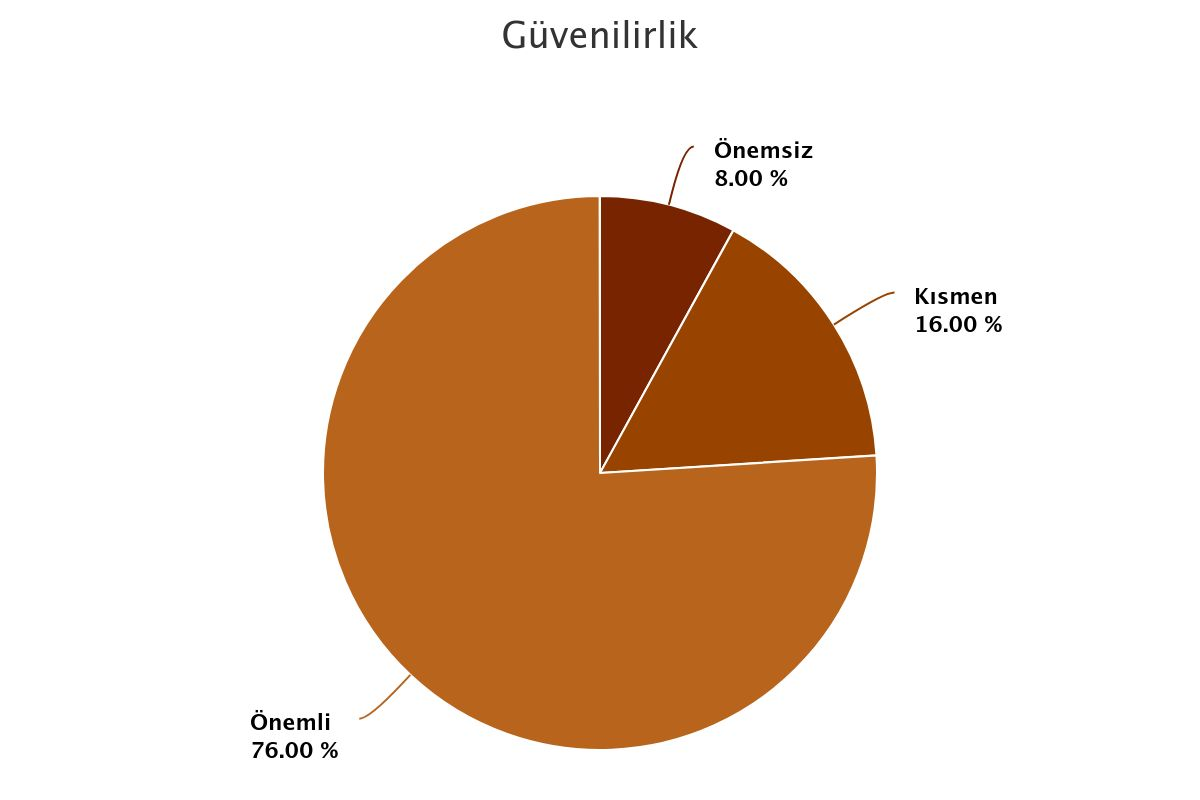 Güvenilirlik
Önemsiz
8.00 %
Kısmen
16.00 %
Önemli
76.00 %